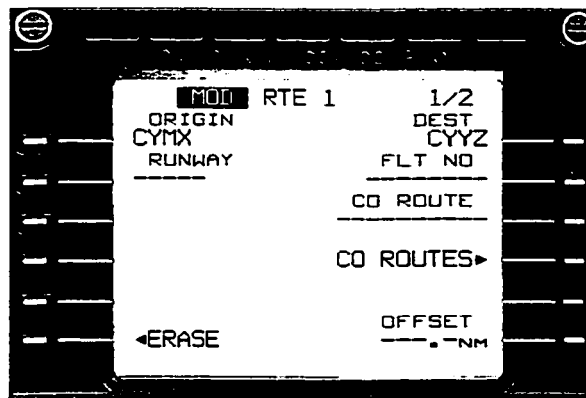 MOD RTE 1 1/2
ORIGIN DEST
CYMX CYYZ
RUNWAY FLT NO
----- ----------
CO ROUTE
----------
CO ROUTES▸
OFFSET
◂ERASE ---.-NM